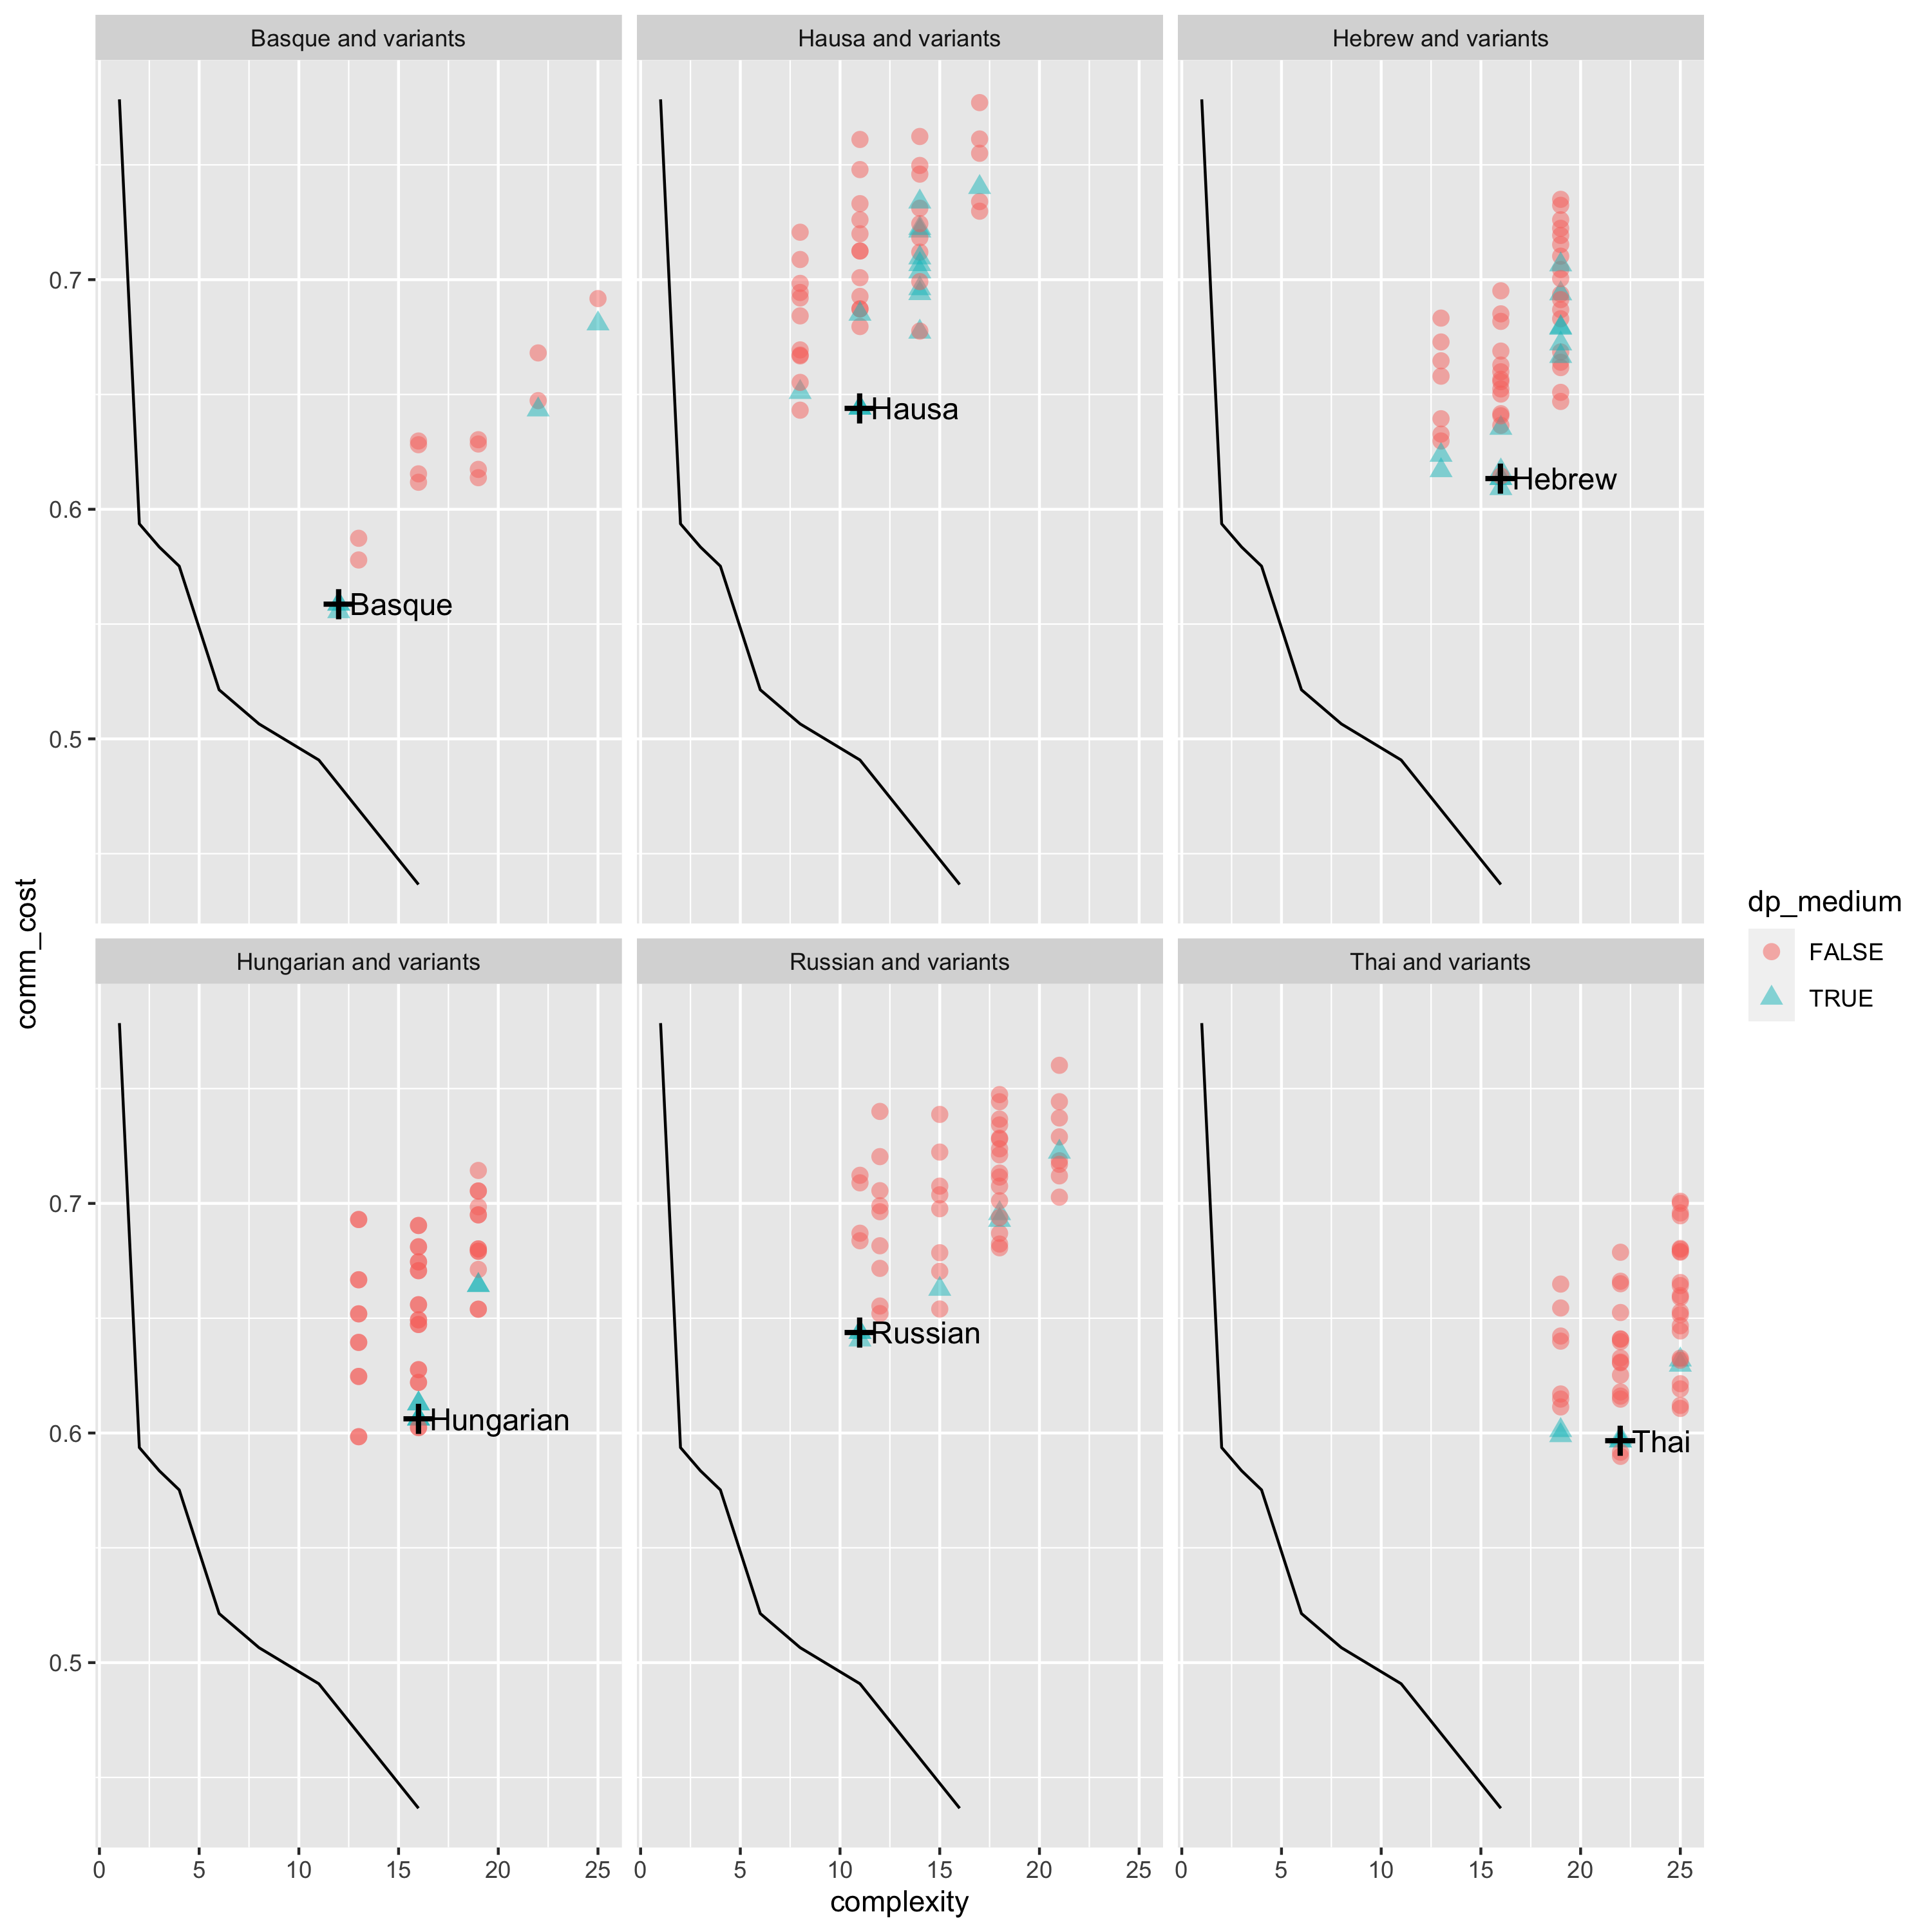 Basque and variants
Hausa and variants
Hebrew and variants
0.7
0.6
0.5
Basque
Hausa
Hebrew
comm_cost
Hungarian and variants
Russian and variants
Thai and variants
0.7
0.6
0.5
Hungarian
Russian
Thai
0 5 10 15 20 25
0 5 10 15 20 25
0 5 10 15 20 25
complexity
dp_medium
FALSE
TRUE